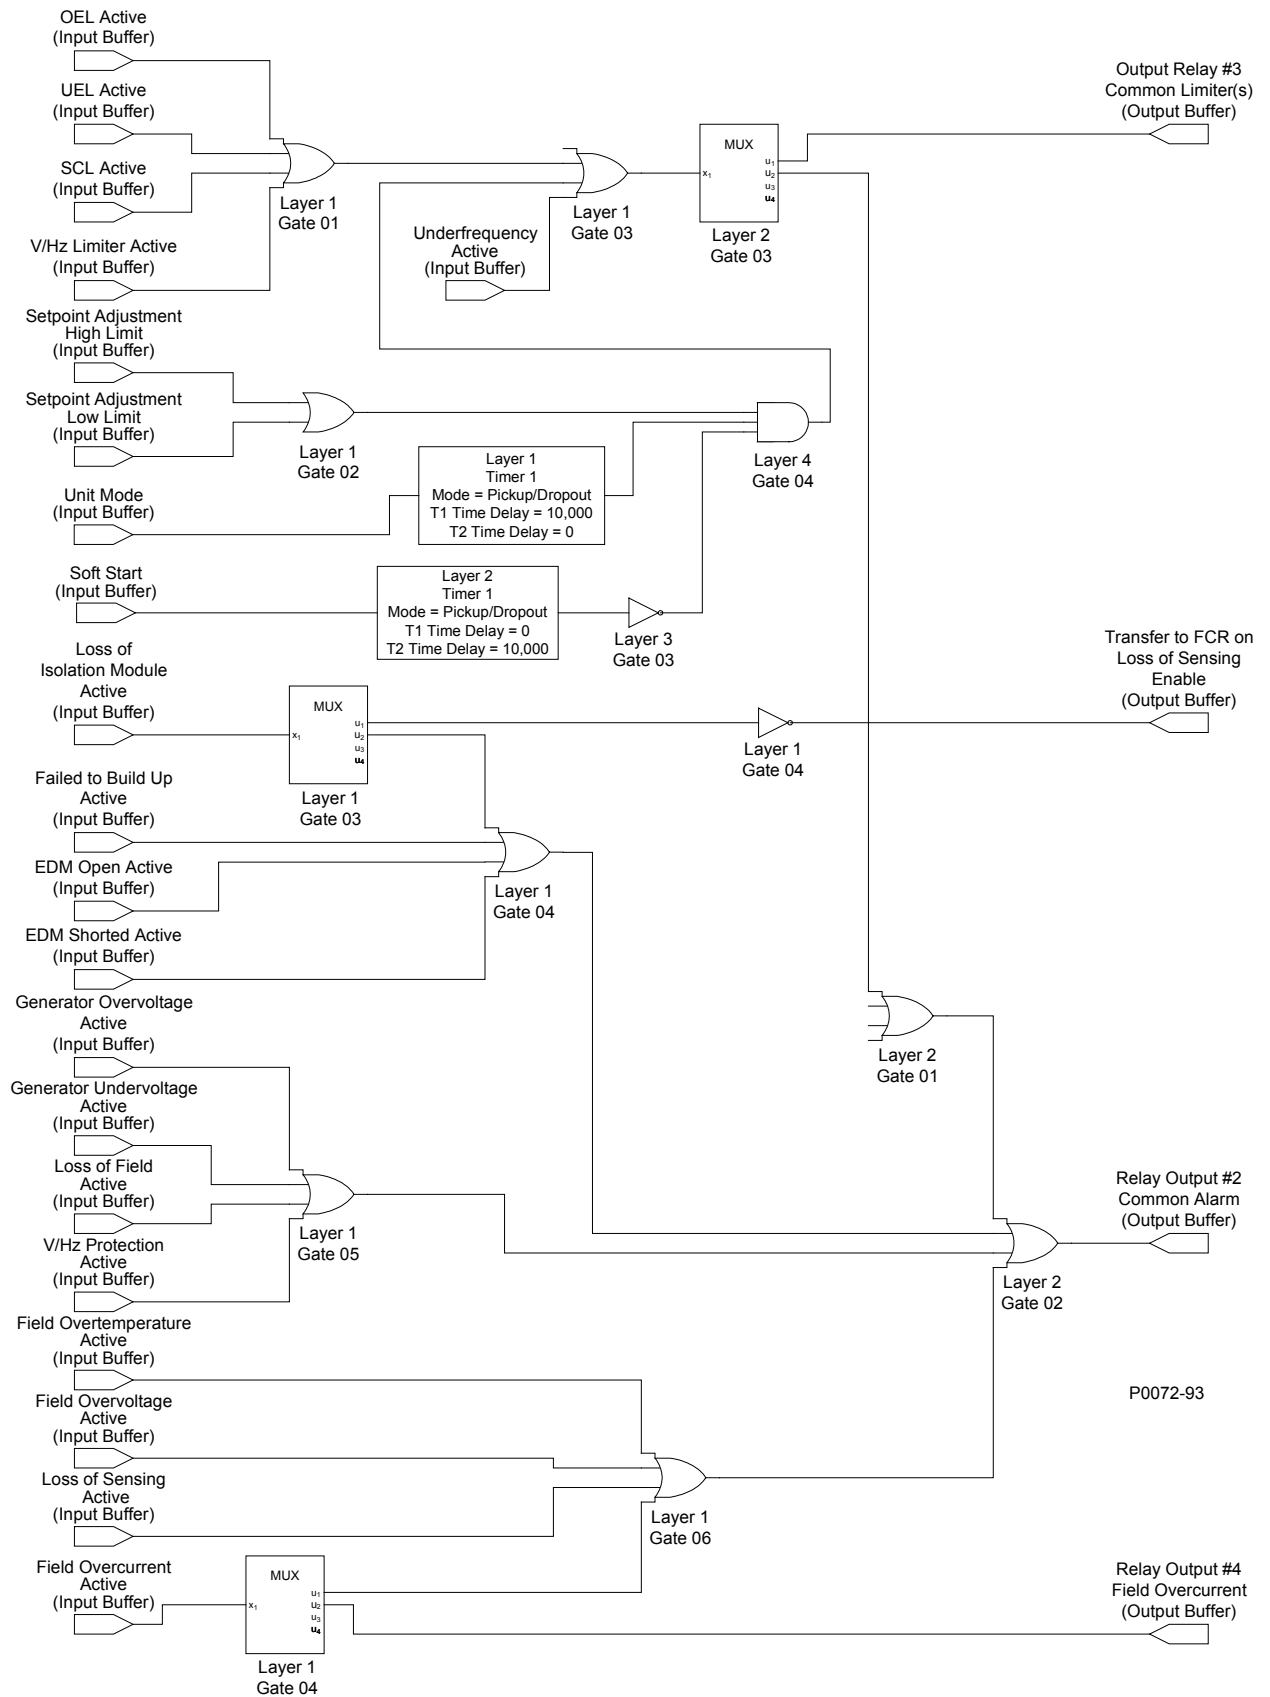 OEL Active
(Input Buffer)
UEL Active
(Input Buffer)
SCL Active
(Input Buffer)
V/Hz Limiter Active
(Input Buffer)
Layer 1
Gate 01
Underfrequency
Active
(Input Buffer)
Layer 1
Gate 03
MUX
x1
u1
u2
u3
u4
Layer 2
Gate 03
Output Relay #3
Common Limiter(s)
(Output Buffer)
Setpoint Adjustment
High Limit
(Input Buffer)
Setpoint Adjustment
Low Limit
(Input Buffer)
Layer 1
Gate 02
Layer 4
Gate 04
Unit Mode
(Input Buffer)
Layer 1
Timer 1
Mode = Pickup/Dropout
T1 Time Delay = 10,000
T2 Time Delay = 0
Soft Start
(Input Buffer)
Layer 2
Timer 1
Mode = Pickup/Dropout
T1 Time Delay = 0
T2 Time Delay = 10,000
Layer 3
Gate 03
Loss of
Isolation Module
Active
(Input Buffer)
MUX
x1
u1
u2
u3
u4
Layer 1
Gate 03
Layer 1
Gate 04
Transfer to FCR on
Loss of Sensing
Enable
(Output Buffer)
Failed to Build Up
Active
(Input Buffer)
EDM Open Active
(Input Buffer)
EDM Shorted Active
(Input Buffer)
Layer 1
Gate 04
Generator Overvoltage
Active
(Input Buffer)
Generator Undervoltage
Active
(Input Buffer)
Loss of Field
Active
(Input Buffer)
V/Hz Protection
Active
(Input Buffer)
Layer 1
Gate 05
Layer 2
Gate 01
Relay Output #2
Common Alarm
(Output Buffer)
Layer 2
Gate 02
Field Overtemperature
Active
(Input Buffer)
Field Overvoltage
Active
(Input Buffer)
Loss of Sensing
Active
(Input Buffer)
Layer 1
Gate 06
P0072-93
Field Overcurrent
Active
(Input Buffer)
MUX
x1
u1
u2
u3
u4
Layer 1
Gate 04
Relay Output #4
Field Overcurrent
(Output Buffer)